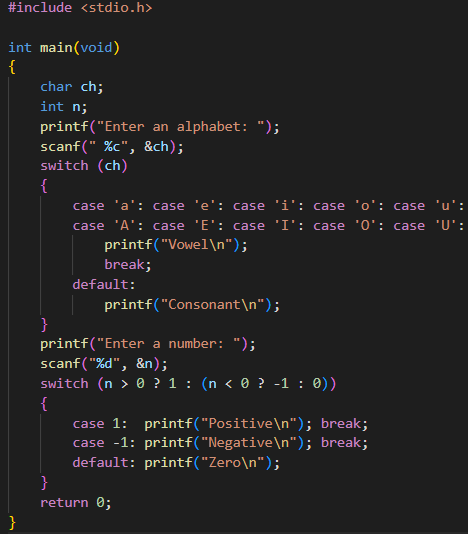 #include <stdio.h>

int main(void)
{
    char ch;
    int n;
    printf("Enter an alphabet: ");
    scanf(" %c", &ch);
    switch (ch)
    {
        case 'a': case 'e': case 'i': case 'o': case 'u':
        case 'A': case 'E': case 'I': case 'O': case 'U':
            printf("Vowel\n");
            break;
        default:
            printf("Consonant\n");
    }
    printf("Enter a number: ");
    scanf("%d", &n);
    switch (n > 0 ? 1 : (n < 0 ? -1 : 0))
    {
        case 1:  printf("Positive\n"); break;
        case -1: printf("Negative\n"); break;
        default: printf("Zero\n");
    }
    return 0;
}